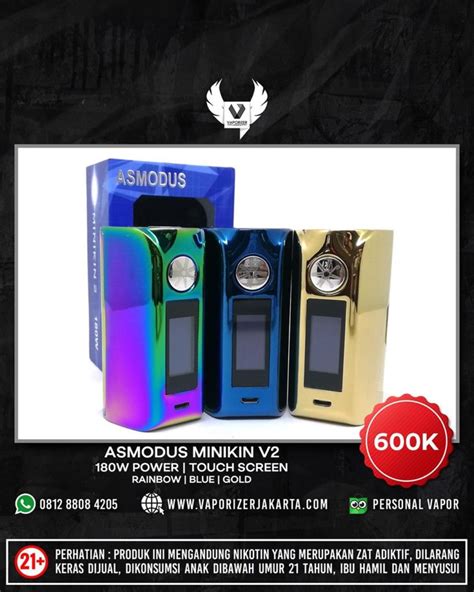 VAPORIZER
ASMODUS
MINIKIN 2
180W
600K
ASMODUS MINIKIN V2
180W POWER | TOUCH SCREEN
RAINBOW | BLUE | GOLD
0812 8808 4205
WWW.VAPORIZERJAKARTA.COM
PERSONAL VAPOR
21+
PERHATIAN : PRODUK INI MENGANDUNG NIKOTIN YANG MERUPAKAN ZAT ADIKTIF, DILARANG
KERAS DIJUAL, DIKONSUMSI ANAK DIBAWAH UMUR 21 TAHUN, IBU HAMIL DAN MENYUSUI